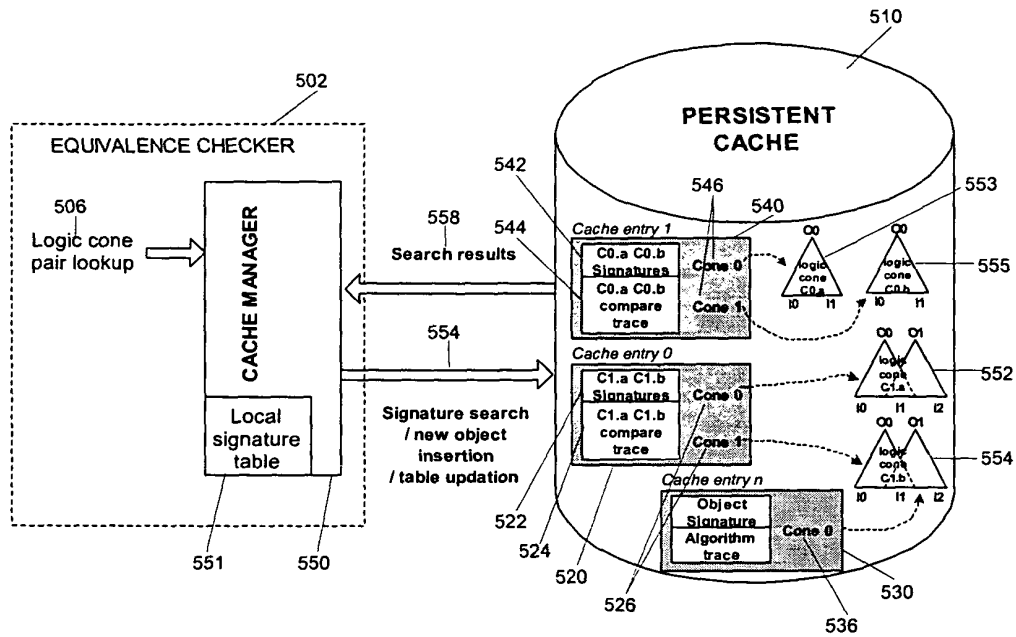 510
502
PERSISTENT
CACHE
EQUIVALENCE CHECKER
506
Logic cone
pair lookup
CACHE MANAGER
Local
signature
table
551
550
558
Search results
554
Signature search
/ new object
insertion
/ table updation
542
544
546
540
553
555
Cache entry 1
C0.a C0.b
Signatures
C0.a C0.b
compare
trace
Cone 0
Cone 1
O0
logic
cone
C0.a
I0 I1
O0
logic
cone
C0.b
I0 I1
Cache entry 0
C1.a C1.b
Signatures
C1.a C1.b
compare
trace
Cone 0
Cone 1
O0 O1
logic
cone
C1.a
I0 I1 I2
552
O0 O1
logic
cone
C1.b
I0 I1 I2
554
Cache entry n
Object
Signature
Algorithm
trace
Cone 0
522
524
520
526
530
536